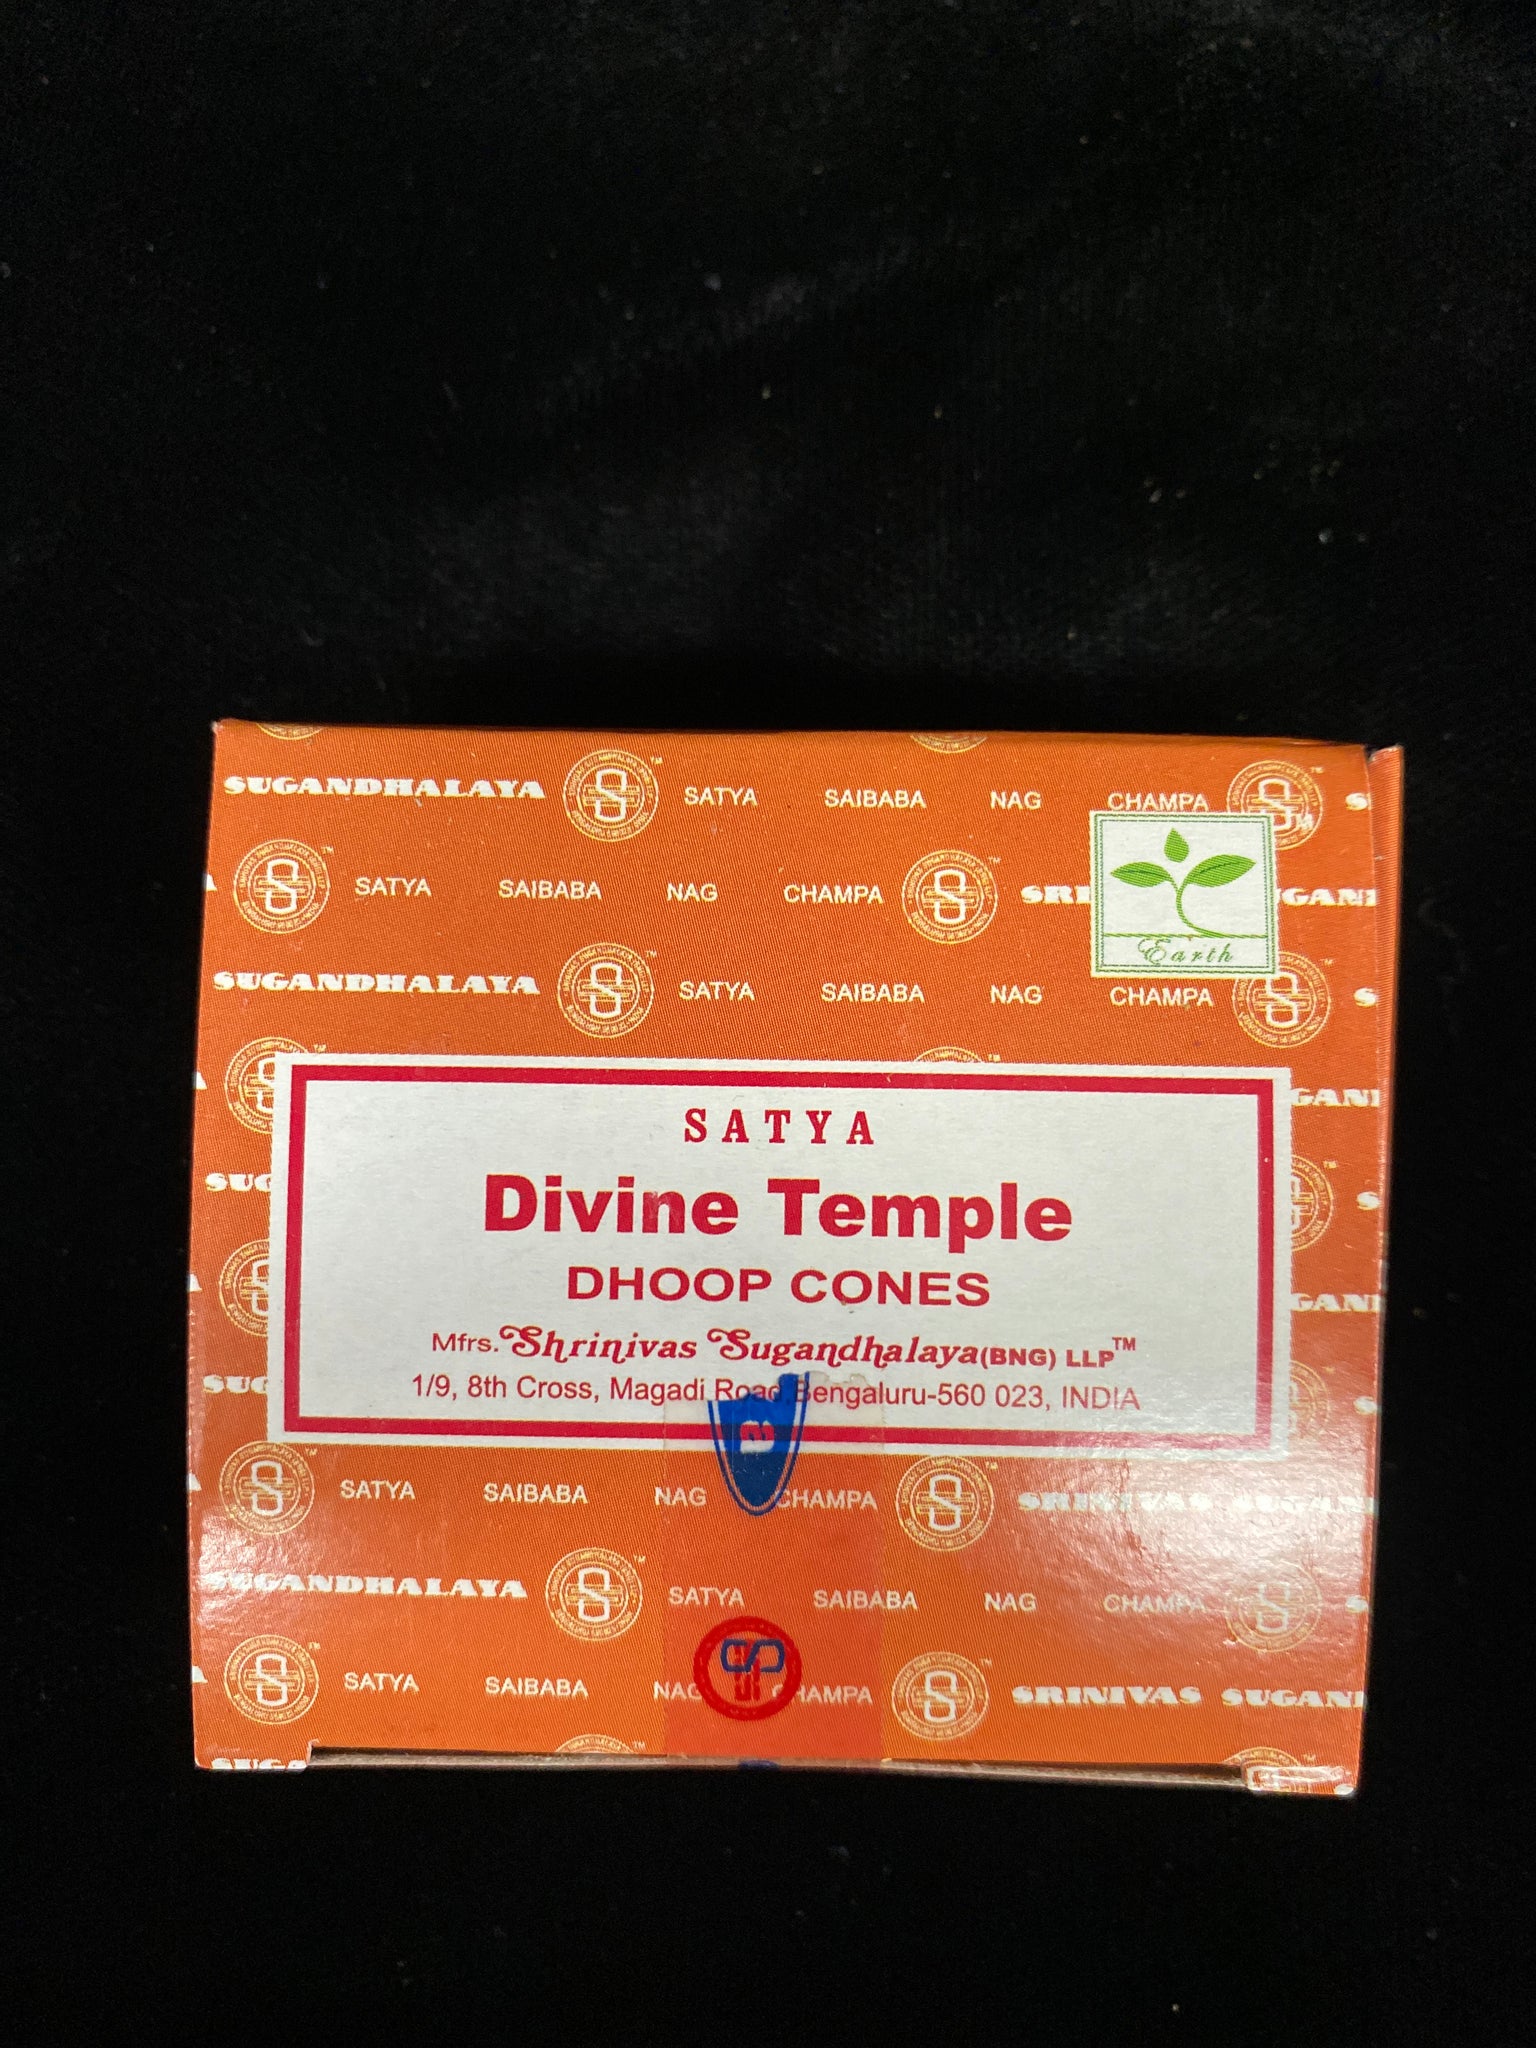 SUGANDHALAYA SATYA SAIBABA NAG CHAMPA
SATYA SAIBABA NAG CHAMPA
SUGANDHALAYA SATYA SAIBABA NAG CHAMPA
Earth
SATYA
Divine Temple
DHOOP CONES
Mfrs. Shrinivas Sugandhalaya (BNG) LLP™
1/9, 8th Cross, Magadi Road, Bengaluru-560 023, INDIA
SATYA SAIBABA NAG CHAMPA SRINIVAS
SUGANDHALAYA SATYA SAIBABA NAG CHAMPA
SATYA SAIBABA NAG CHAMPA SRINIVAS